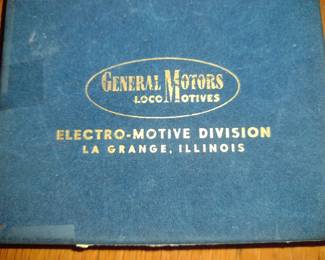 GENERAL MOTORS
LOCOMOTIVES
ELECTRO-MOTIVE DIVISION
LA GRANGE, ILLINOIS